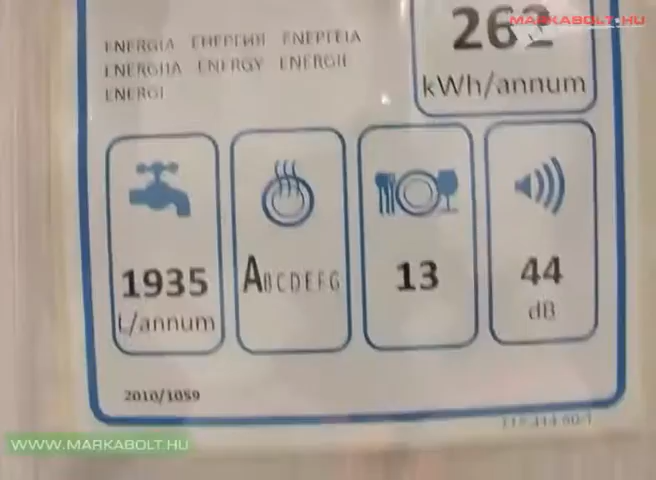 MARKABOLT.HU
262
kWh/annum
ENERGIA ЕНЕРГИЯ ΕΝΕΡΓΕΙΑ
ENERGIJA ENERGY ENERGIE
ENERGI
1935
L/annum
ABCDEFG
13
44
dB
2010/1059
WWW.MARKABOLT.HU